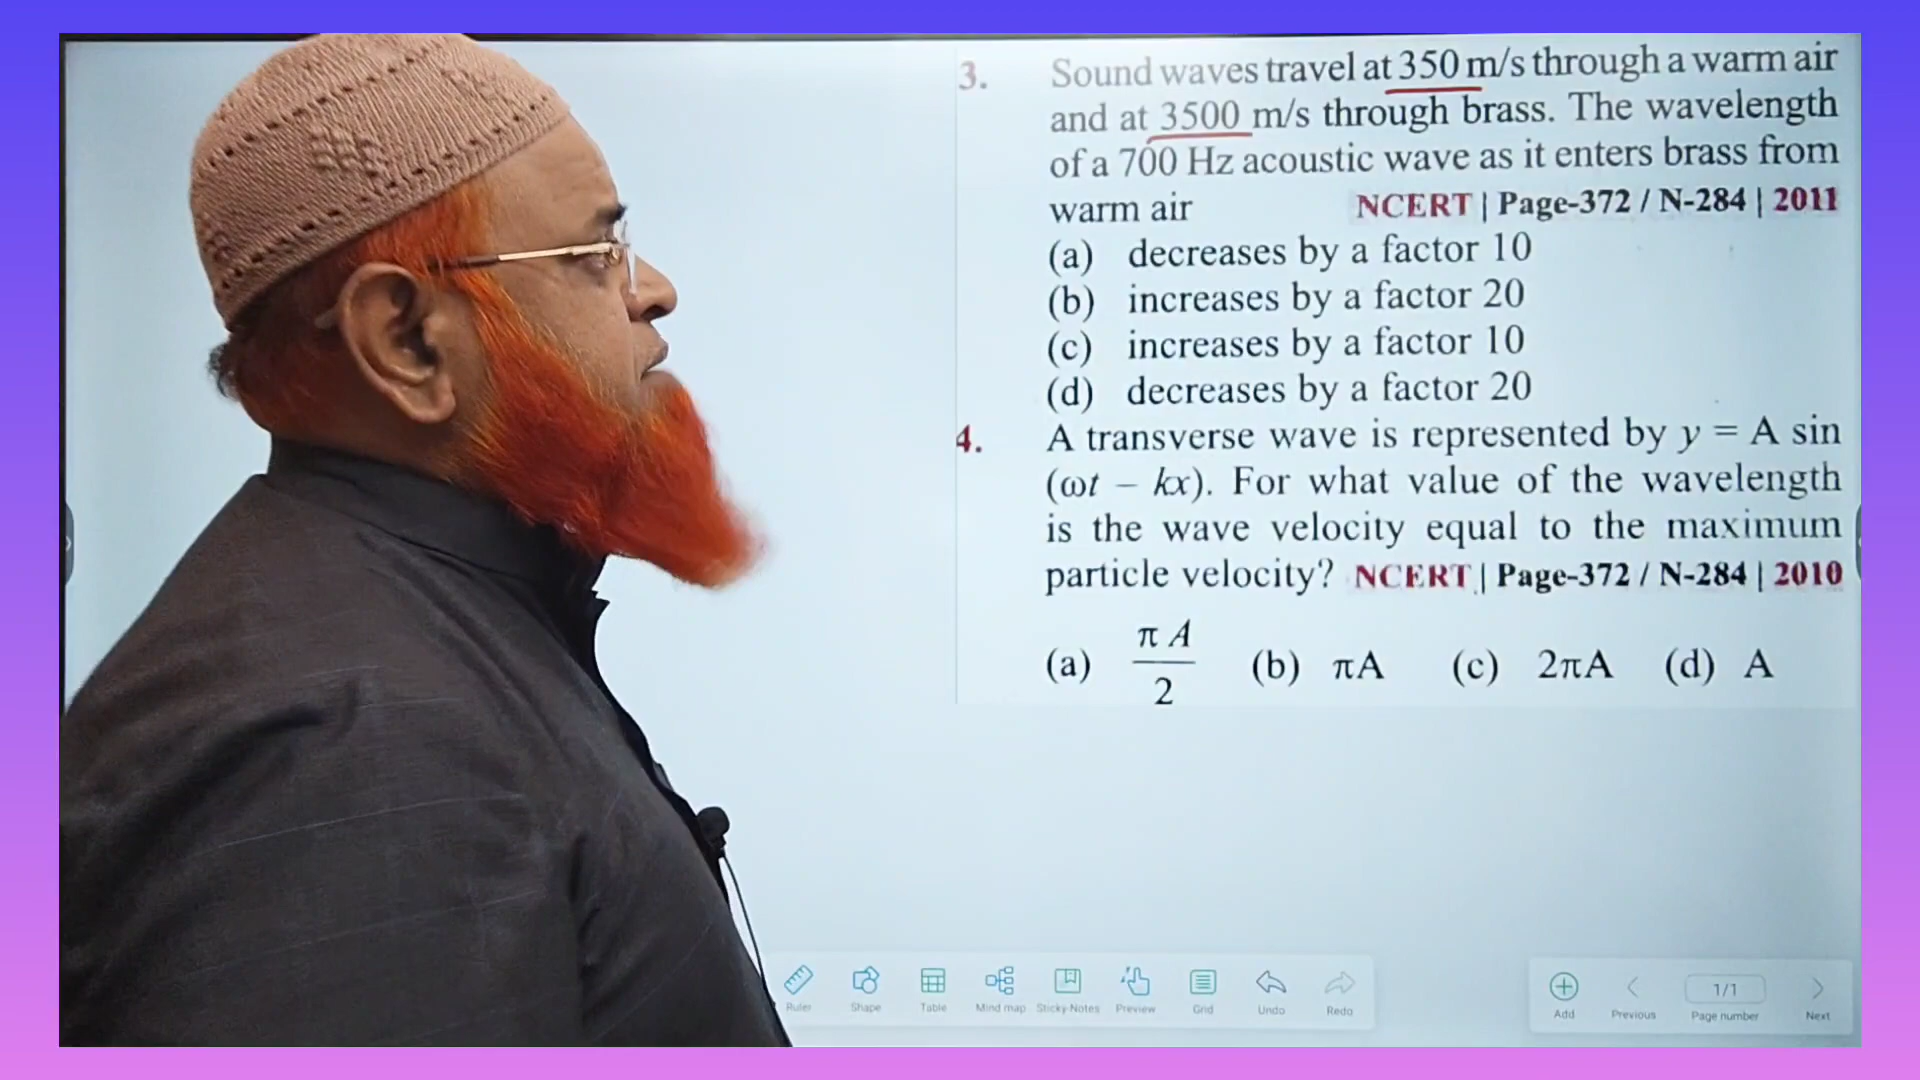 3. Sound waves travel at 350 m/s through a warm air
and at 3500 m/s through brass. The wavelength
of a 700 Hz acoustic wave as it enters brass from
warm air NCERT | Page-372 / N-284 | 2011
(a) decreases by a factor 10
(b) increases by a factor 20
(c) increases by a factor 10
(d) decreases by a factor 20
4. A transverse wave is represented by y = A sin
(ωt – kx). For what value of the wavelength
is the wave velocity equal to the maximum
particle velocity? NCERT | Page-372 / N-284 | 2010
(a) πA/2 (b) πA (c) 2πA (d) A
Ruler Shape Table Mind map Sticky Notes Preview Grid Undo Redo
Add Previous 1/1 Page number Next